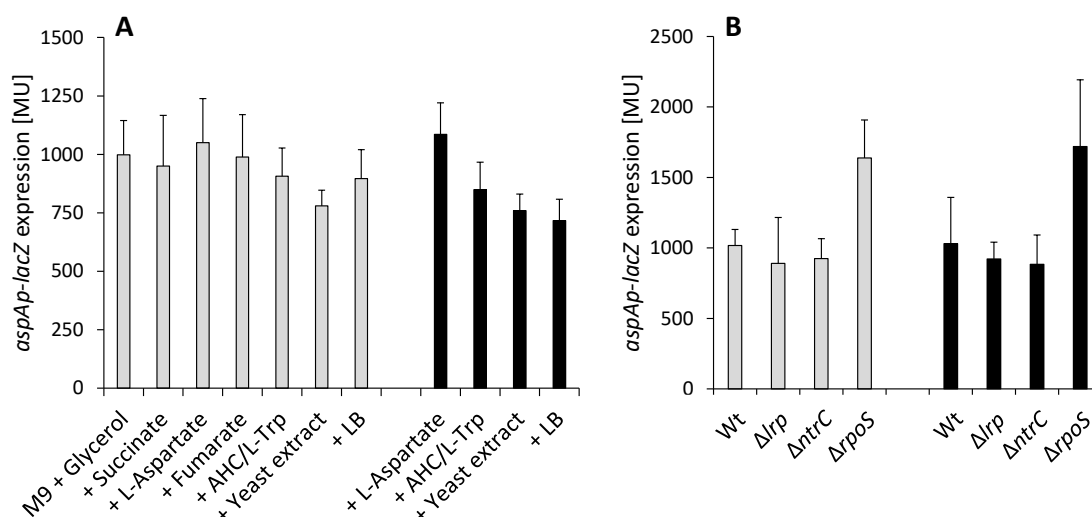 A
aspAp-lacZ expression [MU]
1500
1250
1000
750
500
250
0
M9 + Glycerol
+ Succinate
+ L-Aspartate
+ Fumarate
+ AHC/L-Trp
+ Yeast extract
+ LB
+ L-Aspartate
+ AHC/L-Trp
+ Yeast extract
+ LB
B
aspAp-lacZ expression [MU]
2500
2000
1500
1000
500
0
Wt
Δlrp
ΔntrC
ΔrpoS
Wt
Δlrp
ΔntrC
ΔrpoS